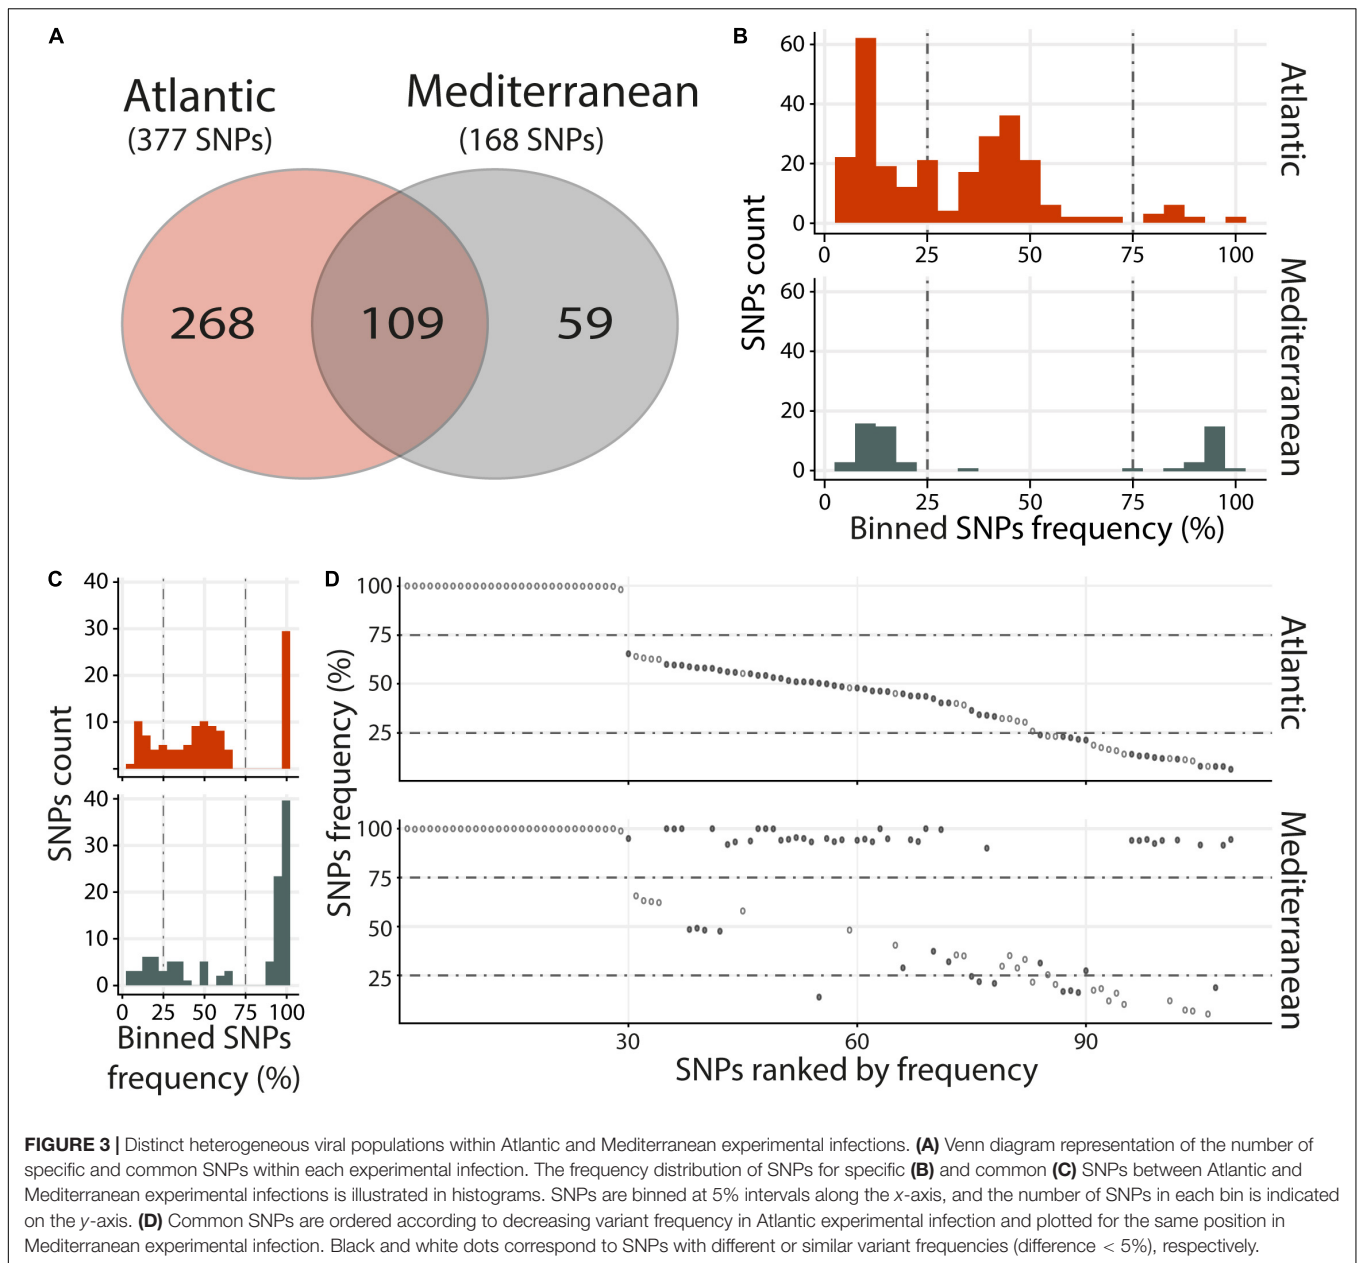 A
Atlantic
(377 SNPs)
Mediterranean
(168 SNPs)
268
109
59
B
60
40
20
0
0
25
50
75
100
Atlantic
60
40
20
0
0
25
50
75
100
Mediterranean
SNPs count
Binned SNPs frequency (%)
C
40
30
20
10
40
30
20
10
0
0
25
50
75
100
SNPs count
Binned SNPs
frequency (%)
D
100
75
50
25
Atlantic
100
75
50
25
Mediterranean
30
60
90
SNPs frequency (%)
SNPs ranked by frequency
FIGURE 3 | Distinct heterogeneous viral populations within Atlantic and Mediterranean experimental infections. (A) Venn diagram representation of the number of
specific and common SNPs within each experimental infection. The frequency distribution of SNPs for specific (B) and common (C) SNPs between Atlantic and
Mediterranean experimental infections is illustrated in histograms. SNPs are binned at 5% intervals along the x-axis, and the number of SNPs in each bin is indicated
on the y-axis. (D) Common SNPs are ordered according to decreasing variant frequency in Atlantic experimental infection and plotted for the same position in
Mediterranean experimental infection. Black and white dots correspond to SNPs with different or similar variant frequencies (difference < 5%), respectively.